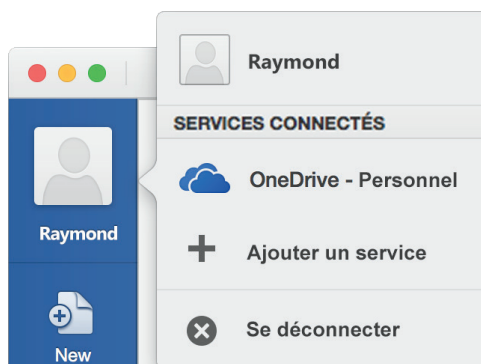 Raymond
SERVICES CONNECTÉS
OneDrive - Personnel
Ajouter un service
Se déconnecter
Raymond
New